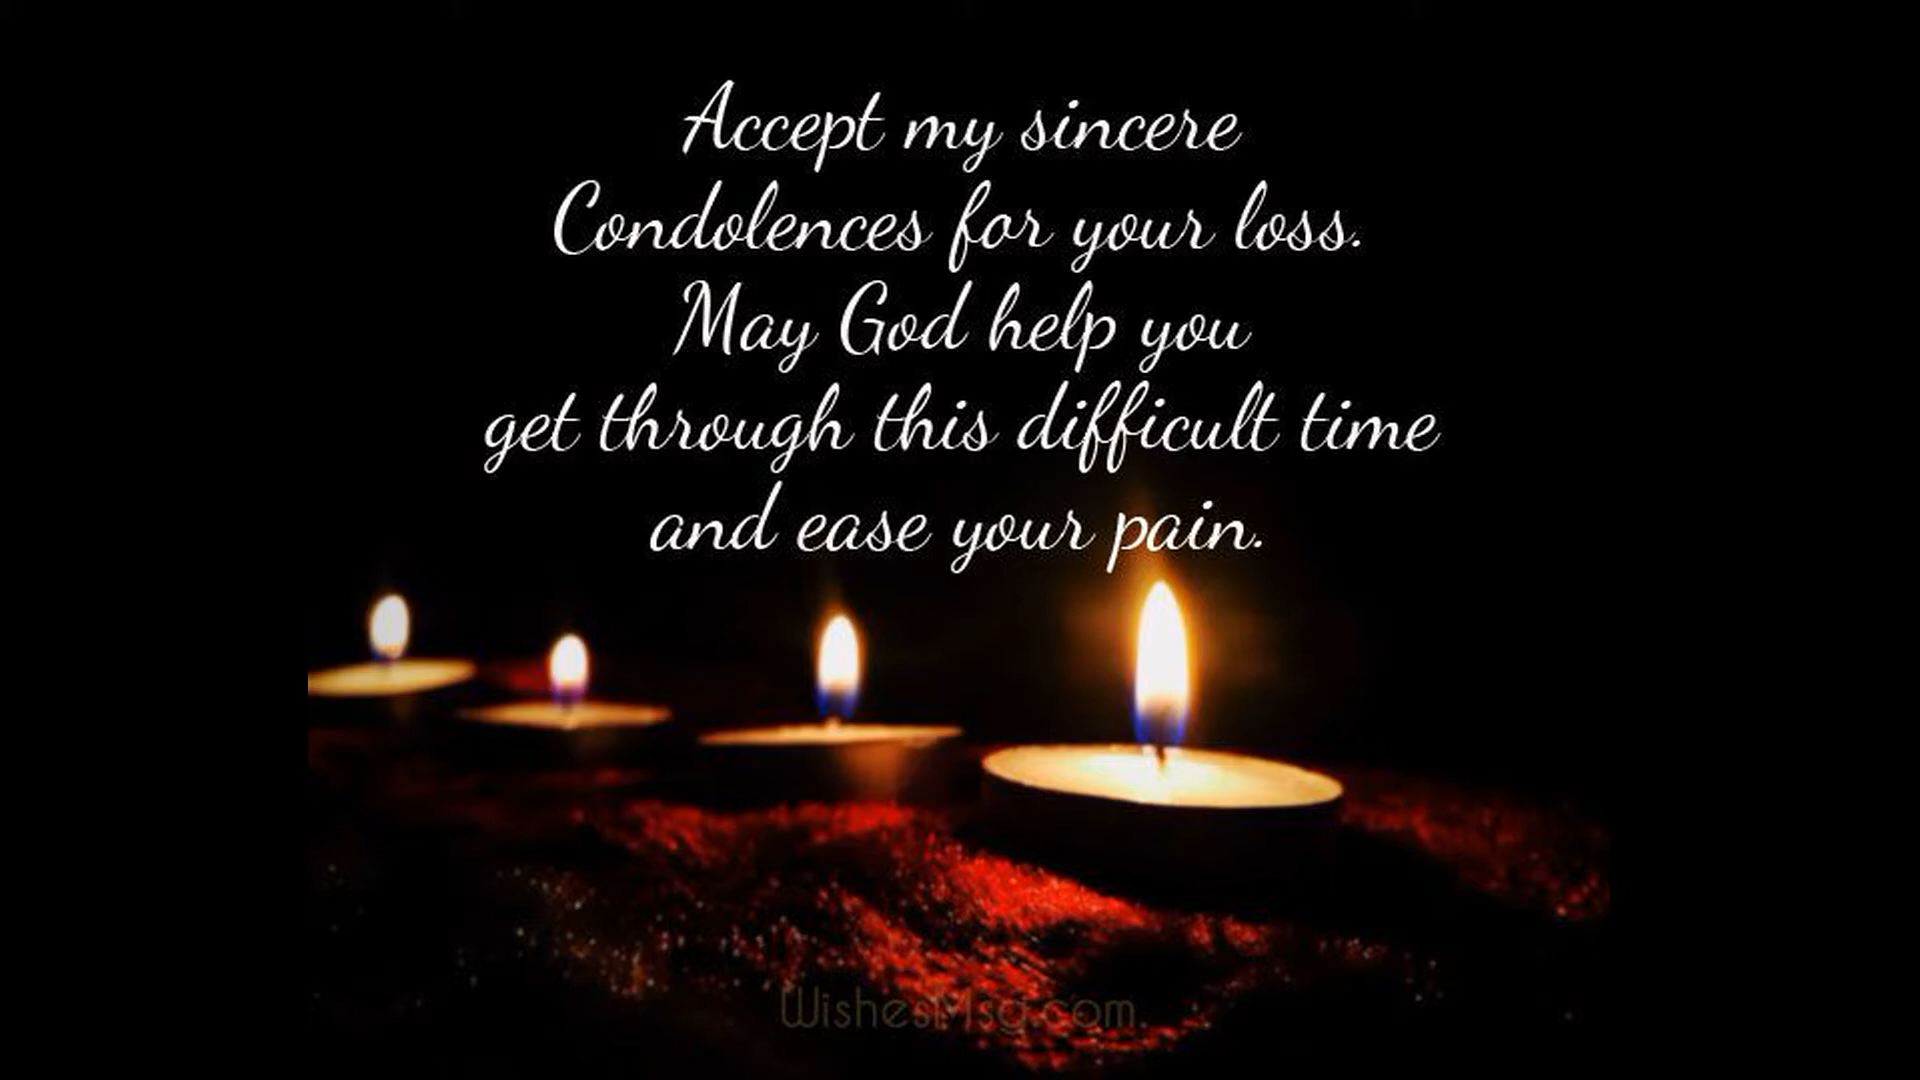 Accept my sincere
Condolences for your loss.
May God help you
get through this difficult time
and ease your pain.
WishesMsg.com